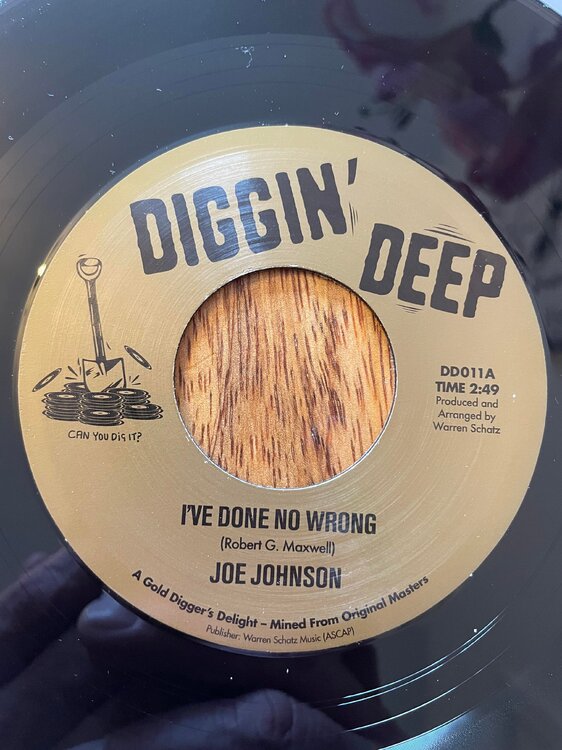 DIGGIN'
DEEP
CAN YOU DIG IT?
DD011A
TIME 2:49
Produced and
Arranged by
Warren Schatz
I'VE DONE NO WRONG
(Robert G. Maxwell)
JOE JOHNSON
A Gold Digger's Delight – Mined From Original Masters
Publisher: Warren Schatz Music (ASCAP)